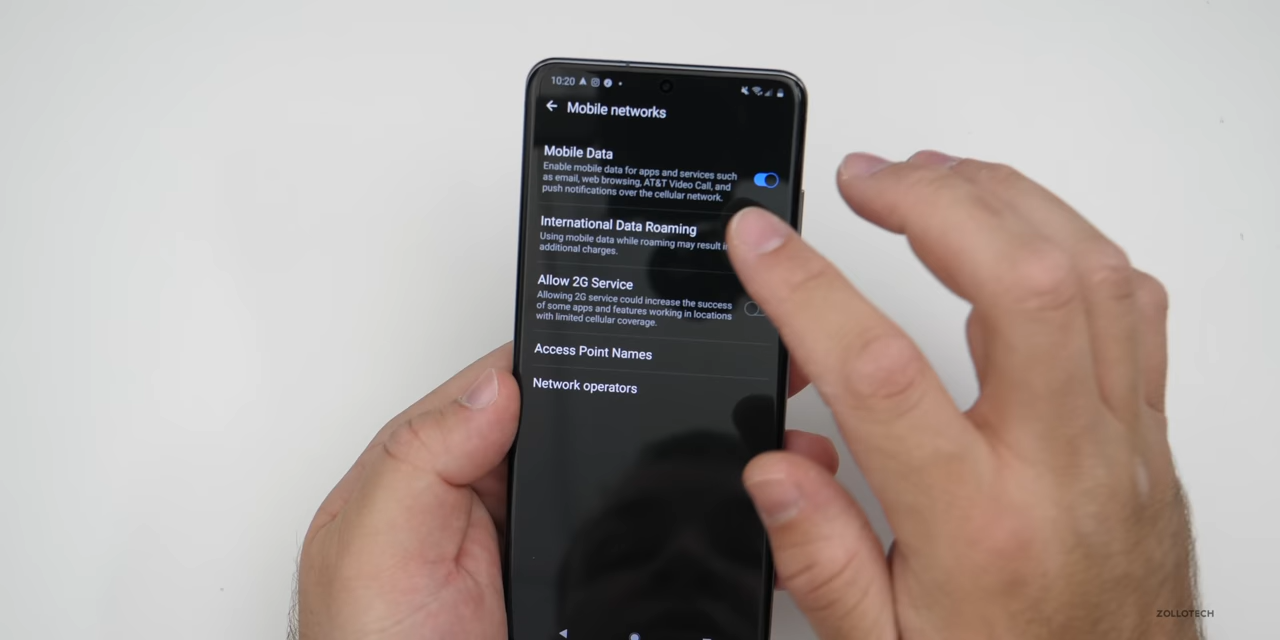 10:20
Mobile networks
Mobile Data
Enable mobile data for apps and services such
as email, web browsing, AT&T Video Call, and
push notifications over the cellular network.
International Data Roaming
Using mobile data while roaming may result in
additional charges.
Allow 2G Service
Allowing 2G service could increase the success
of some apps and features working in locations
with limited cellular coverage.
Access Point Names
Network operators
ZOLLOTECH